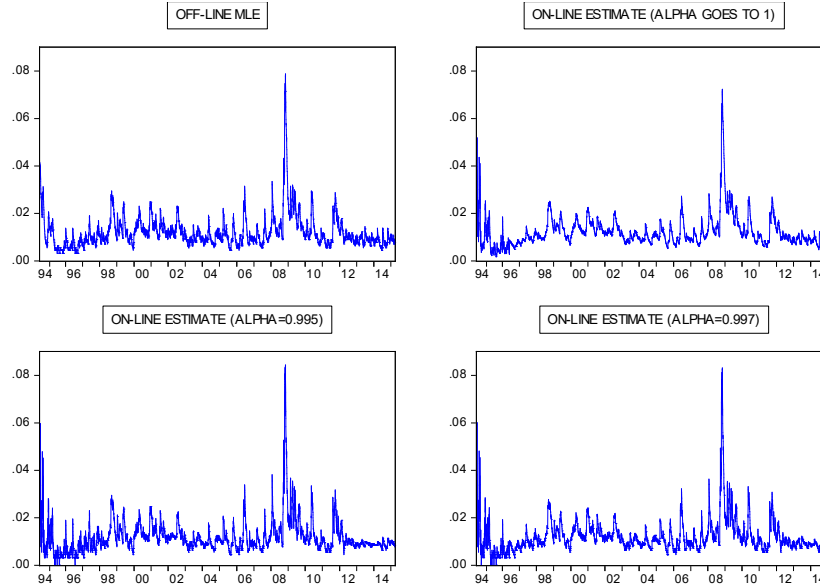 OFF-LINE MLE
ON-LINE ESTIMATE (ALPHA GOES TO 1)
.08
.06
.04
.02
.00
94 96 98 00 02 04 06 08 10 12 14
.08
.06
.04
.02
.00
94 96 98 00 02 04 06 08 10 12 14
ON-LINE ESTIMATE (ALPHA=0.995)
ON-LINE ESTIMATE (ALPHA=0.997)
.08
.06
.04
.02
.00
94 96 98 00 02 04 06 08 10 12 14
.08
.06
.04
.02
.00
94 96 98 00 02 04 06 08 10 12 14